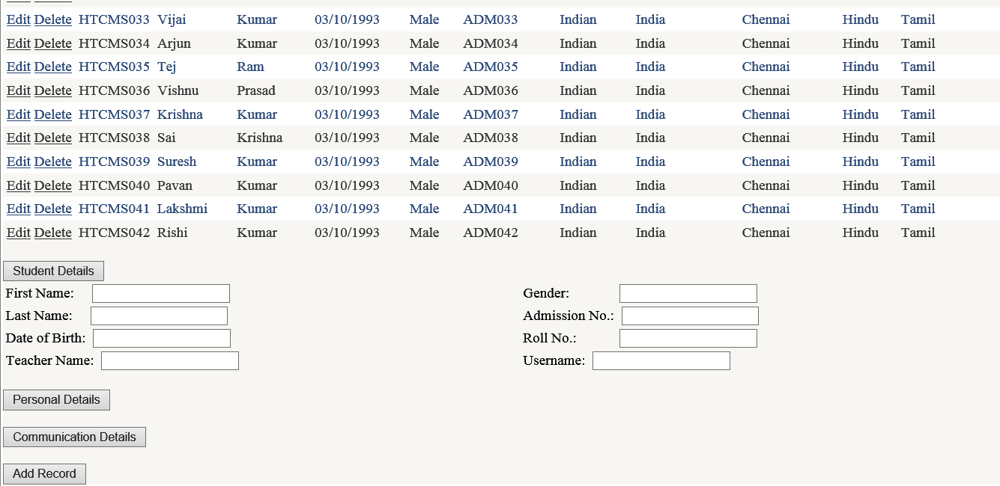 Edit Delete HTCMS033 Vijai Kumar 03/10/1993 Male ADM033 Indian India Chennai Hindu Tamil
Edit Delete HTCMS034 Arjun Kumar 03/10/1993 Male ADM034 Indian India Chennai Hindu Tamil
Edit Delete HTCMS035 Tej Ram 03/10/1993 Male ADM035 Indian India Chennai Hindu Tamil
Edit Delete HTCMS036 Vishnu Prasad 03/10/1993 Male ADM036 Indian India Chennai Hindu Tamil
Edit Delete HTCMS037 Krishna Kumar 03/10/1993 Male ADM037 Indian India Chennai Hindu Tamil
Edit Delete HTCMS038 Sai Krishna 03/10/1993 Male ADM038 Indian India Chennai Hindu Tamil
Edit Delete HTCMS039 Suresh Kumar 03/10/1993 Male ADM039 Indian India Chennai Hindu Tamil
Edit Delete HTCMS040 Pavan Kumar 03/10/1993 Male ADM040 Indian India Chennai Hindu Tamil
Edit Delete HTCMS041 Lakshmi Kumar 03/10/1993 Male ADM041 Indian India Chennai Hindu Tamil
Edit Delete HTCMS042 Rishi Kumar 03/10/1993 Male ADM042 Indian India Chennai Hindu Tamil
Student Details
First Name: Gender:
Last Name: Admission No.:
Date of Birth: Roll No.:
Teacher Name: Username:
Personal Details
Communication Details
Add Record